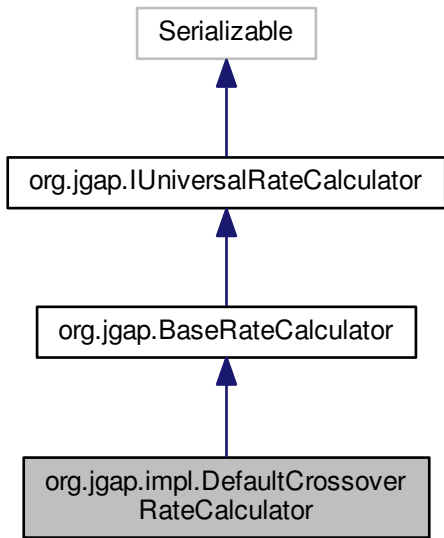 Serializable
org.jgap.IUniversalRateCalculator
org.jgap.BaseRateCalculator
org.jgap.impl.DefaultCrossover
RateCalculator